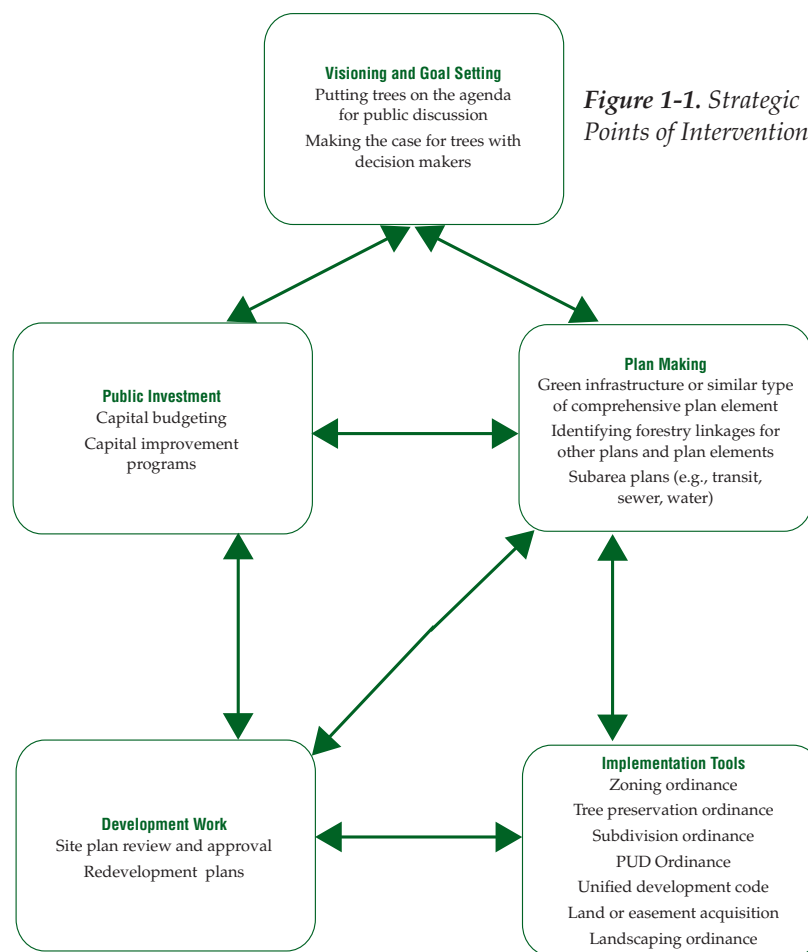 Visioning and Goal Setting
Putting trees on the agenda
for public discussion
Making the case for trees with
decision makers
Figure 1-1. Strategic
Points of Intervention
Public Investment
Capital budgeting
Capital improvement
programs
Plan Making
Green infrastructure or similar type
of comprehensive plan element
Identifying forestry linkages for
other plans and plan elements
Subarea plans (e.g., transit,
sewer, water)
Development Work
Site plan review and approval
Redevelopment plans
Implementation Tools
Zoning ordinance
Tree preservation ordinance
Subdivision ordinance
PUD Ordinance
Unified development code
Land or easement acquisition
Landscaping ordinance